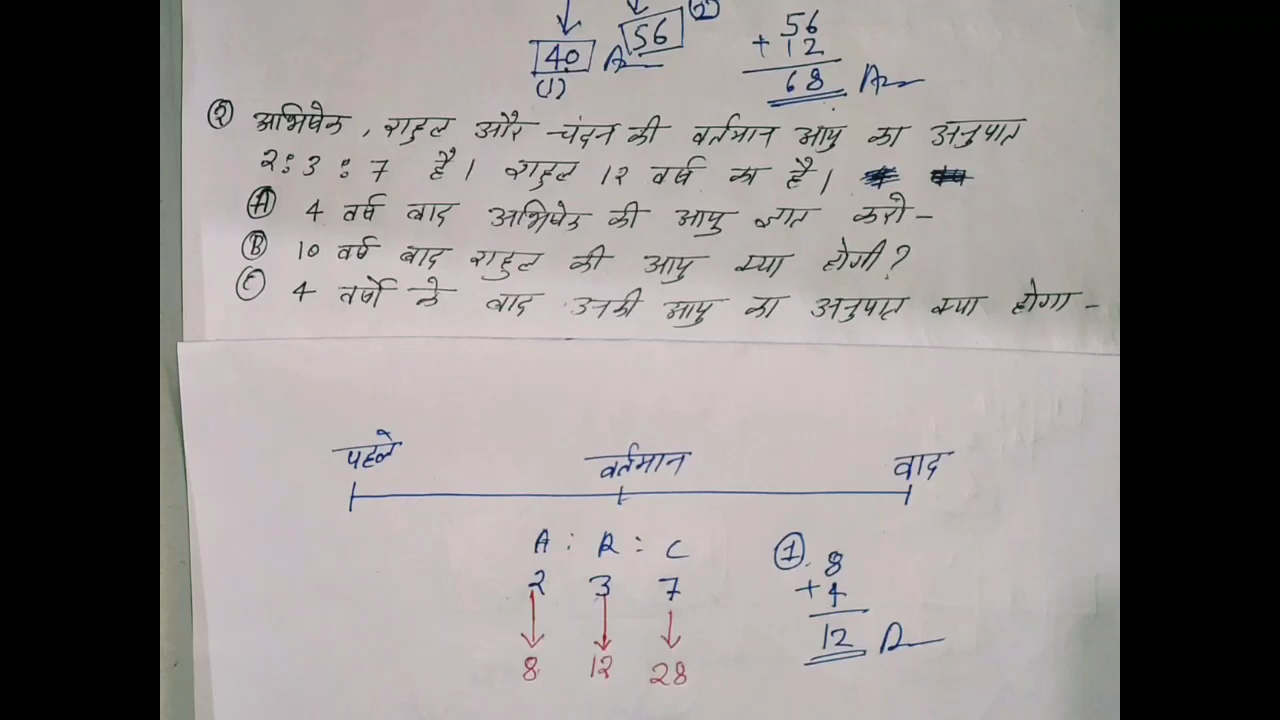 40 56 (2)
(1) Ans
56
+ 12
68 Ans
(2) अभिषेक, राहुल और चंदन की वर्तमान आयु का अनुपात
2:3:7 है। राहुल 12 वर्ष का है।
(A) 4 वर्ष बाद अभिषेक की आयु ज्ञात करो-
(B) 10 वर्ष बाद राहुल की आयु क्या होगी?
(C) 4 वर्षो के बाद उनकी आयु का अनुपात क्या होगा-
पहले वर्तमान बाद
A : R : C
2 3 7
8 12 28
(1) 8
+ 4
12 Ans